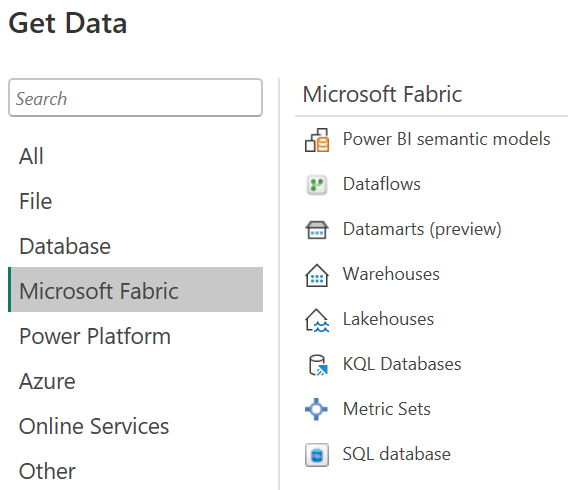 Get Data
Search
All
File
Database
Microsoft Fabric
Power Platform
Azure
Online Services
Other
Microsoft Fabric
Power BI semantic models
Dataflows
Datamarts (preview)
Warehouses
Lakehouses
KQL Databases
Metric Sets
SQL database